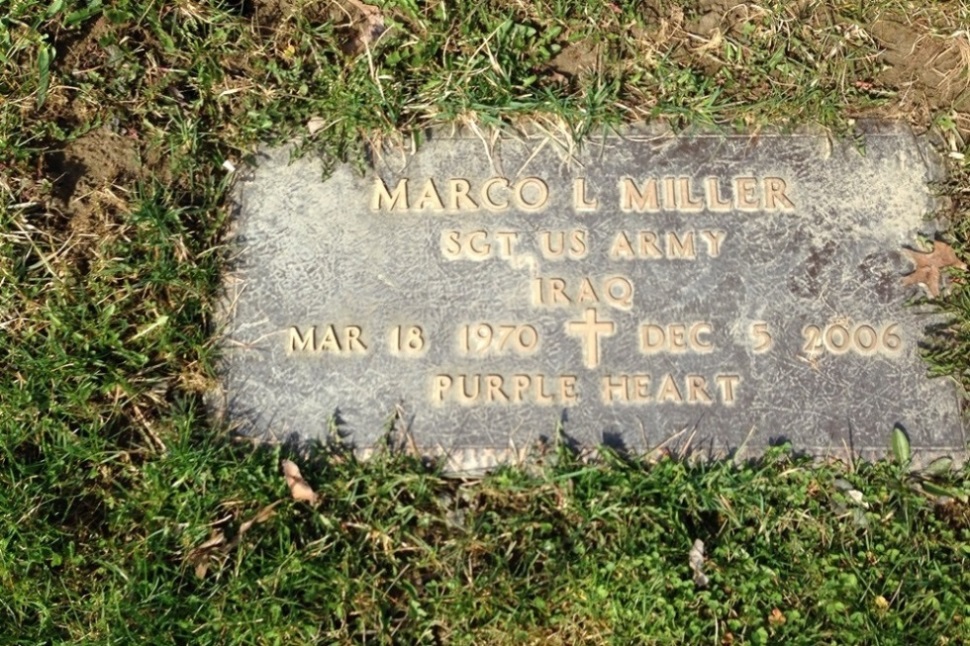 MARCO L MILLER
SGT US ARMY
IRAQ
MAR 18 1970 DEC 5 2006
PURPLE HEART